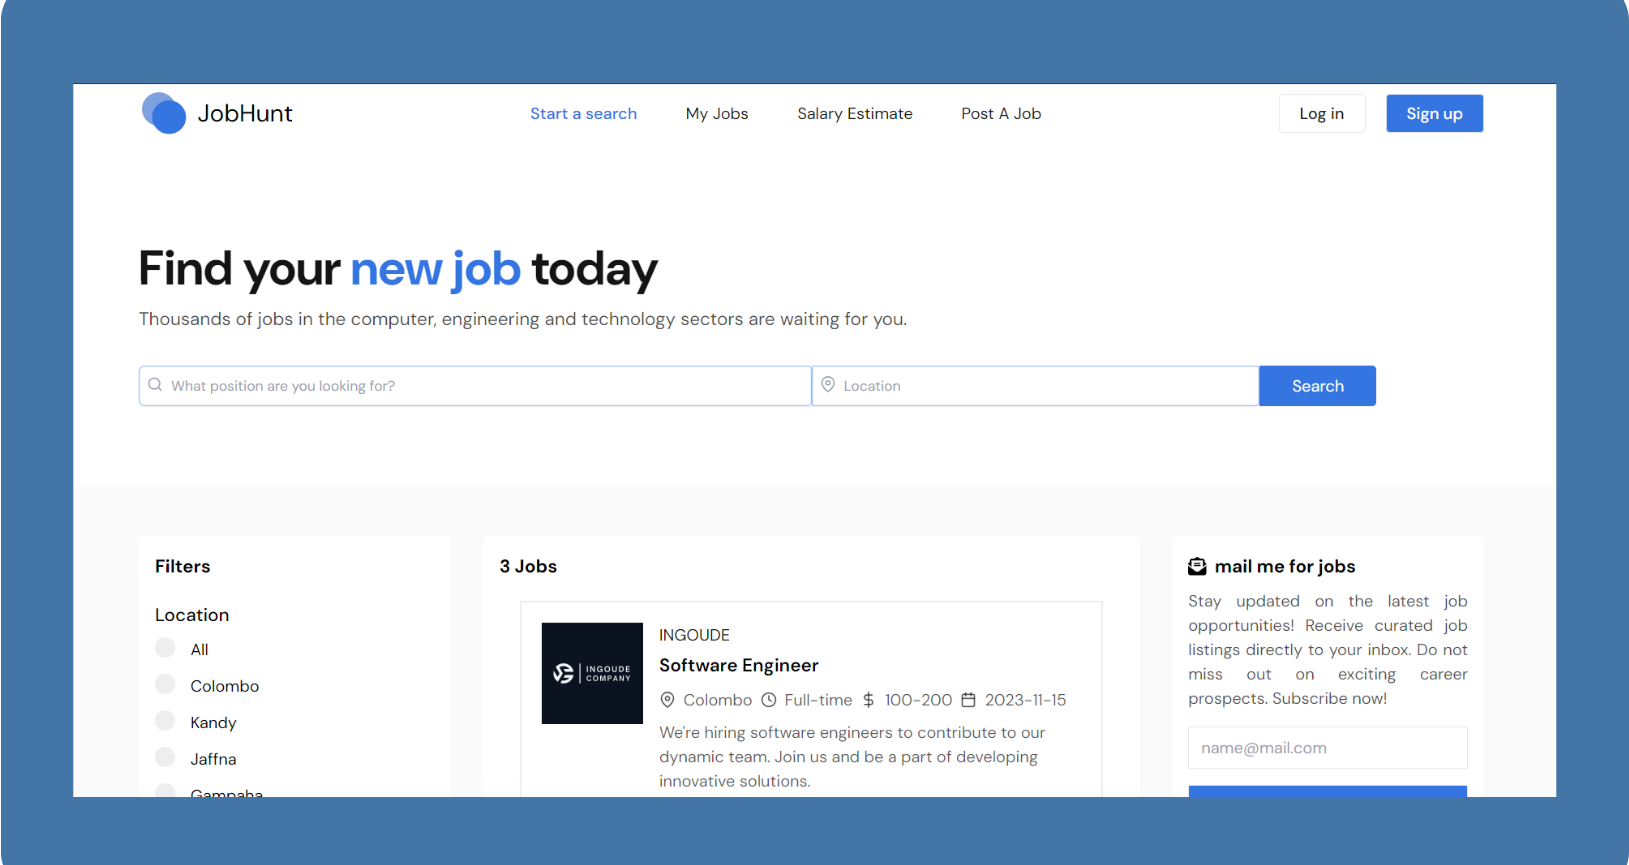 JobHunt
Start a search
My Jobs
Salary Estimate
Post A Job
Log in
Sign up
Find your new job today
Thousands of jobs in the computer, engineering and technology sectors are waiting for you.
What position are you looking for?
Location
Search
Filters
Location
All
Colombo
Kandy
Jaffna
Gampaha
3 Jobs
INGOUDE
COMPANY
INGOUDE
Software Engineer
Colombo Full-time 100-200 2023-11-15
We're hiring software engineers to contribute to our
dynamic team. Join us and be a part of developing
innovative solutions.
mail me for jobs
Stay updated on the latest job
opportunities! Receive curated job
listings directly to your inbox. Do not
miss out on exciting career
prospects. Subscribe now!
name@mail.com